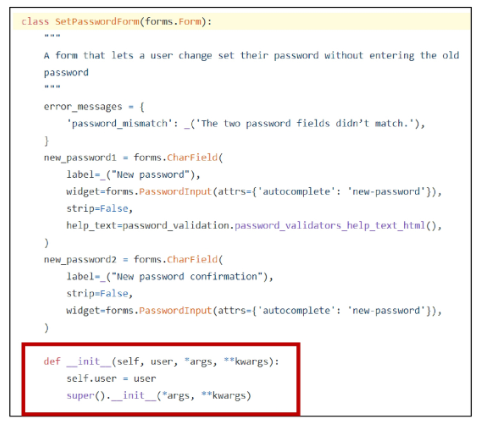 class SetPasswordForm(forms.Form):
"""
A form that lets a user change set their password without entering the old
password
"""
error_messages = {
'password_mismatch': _('The two password fields didn’t match.'),
}
new_password1 = forms.CharField(
label=_("New password"),
widget=forms.PasswordInput(attrs={'autocomplete': 'new-password'}),
strip=False,
help_text=password_validation.password_validators_help_text_html(),
)
new_password2 = forms.CharField(
label=_("New password confirmation"),
strip=False,
widget=forms.PasswordInput(attrs={'autocomplete': 'new-password'}),
)
def __init__(self, user, *args, **kwargs):
self.user = user
super().__init__(*args, **kwargs)